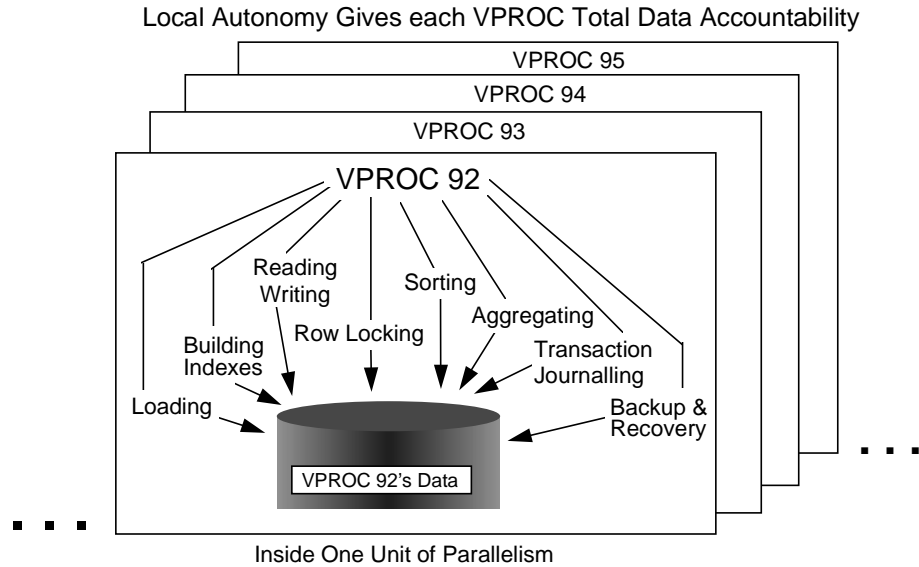 Local Autonomy Gives each VPROC Total Data Accountability
VPROC 95
VPROC 94
VPROC 93
VPROC 92
Reading
Writing
Sorting
Aggregating
Row Locking
Building
Indexes
Transaction
Journalling
Loading
Backup &
Recovery
VPROC 92's Data
. . .
. . .
Inside One Unit of Parallelism